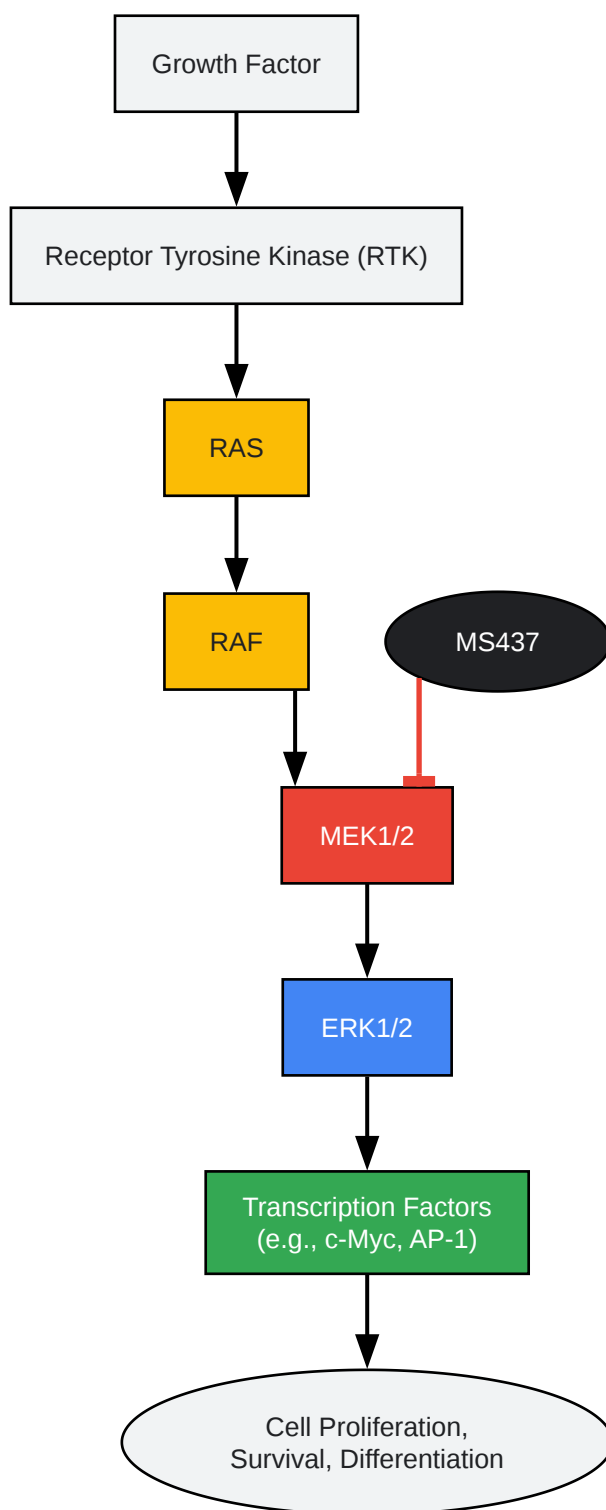 Growth Factor
Receptor Tyrosine Kinase (RTK)
RAS
RAF
MS437
MEK1/2
ERK1/2
Transcription Factors
(e.g., c-Myc, AP-1)
Cell Proliferation,
Survival, Differentiation